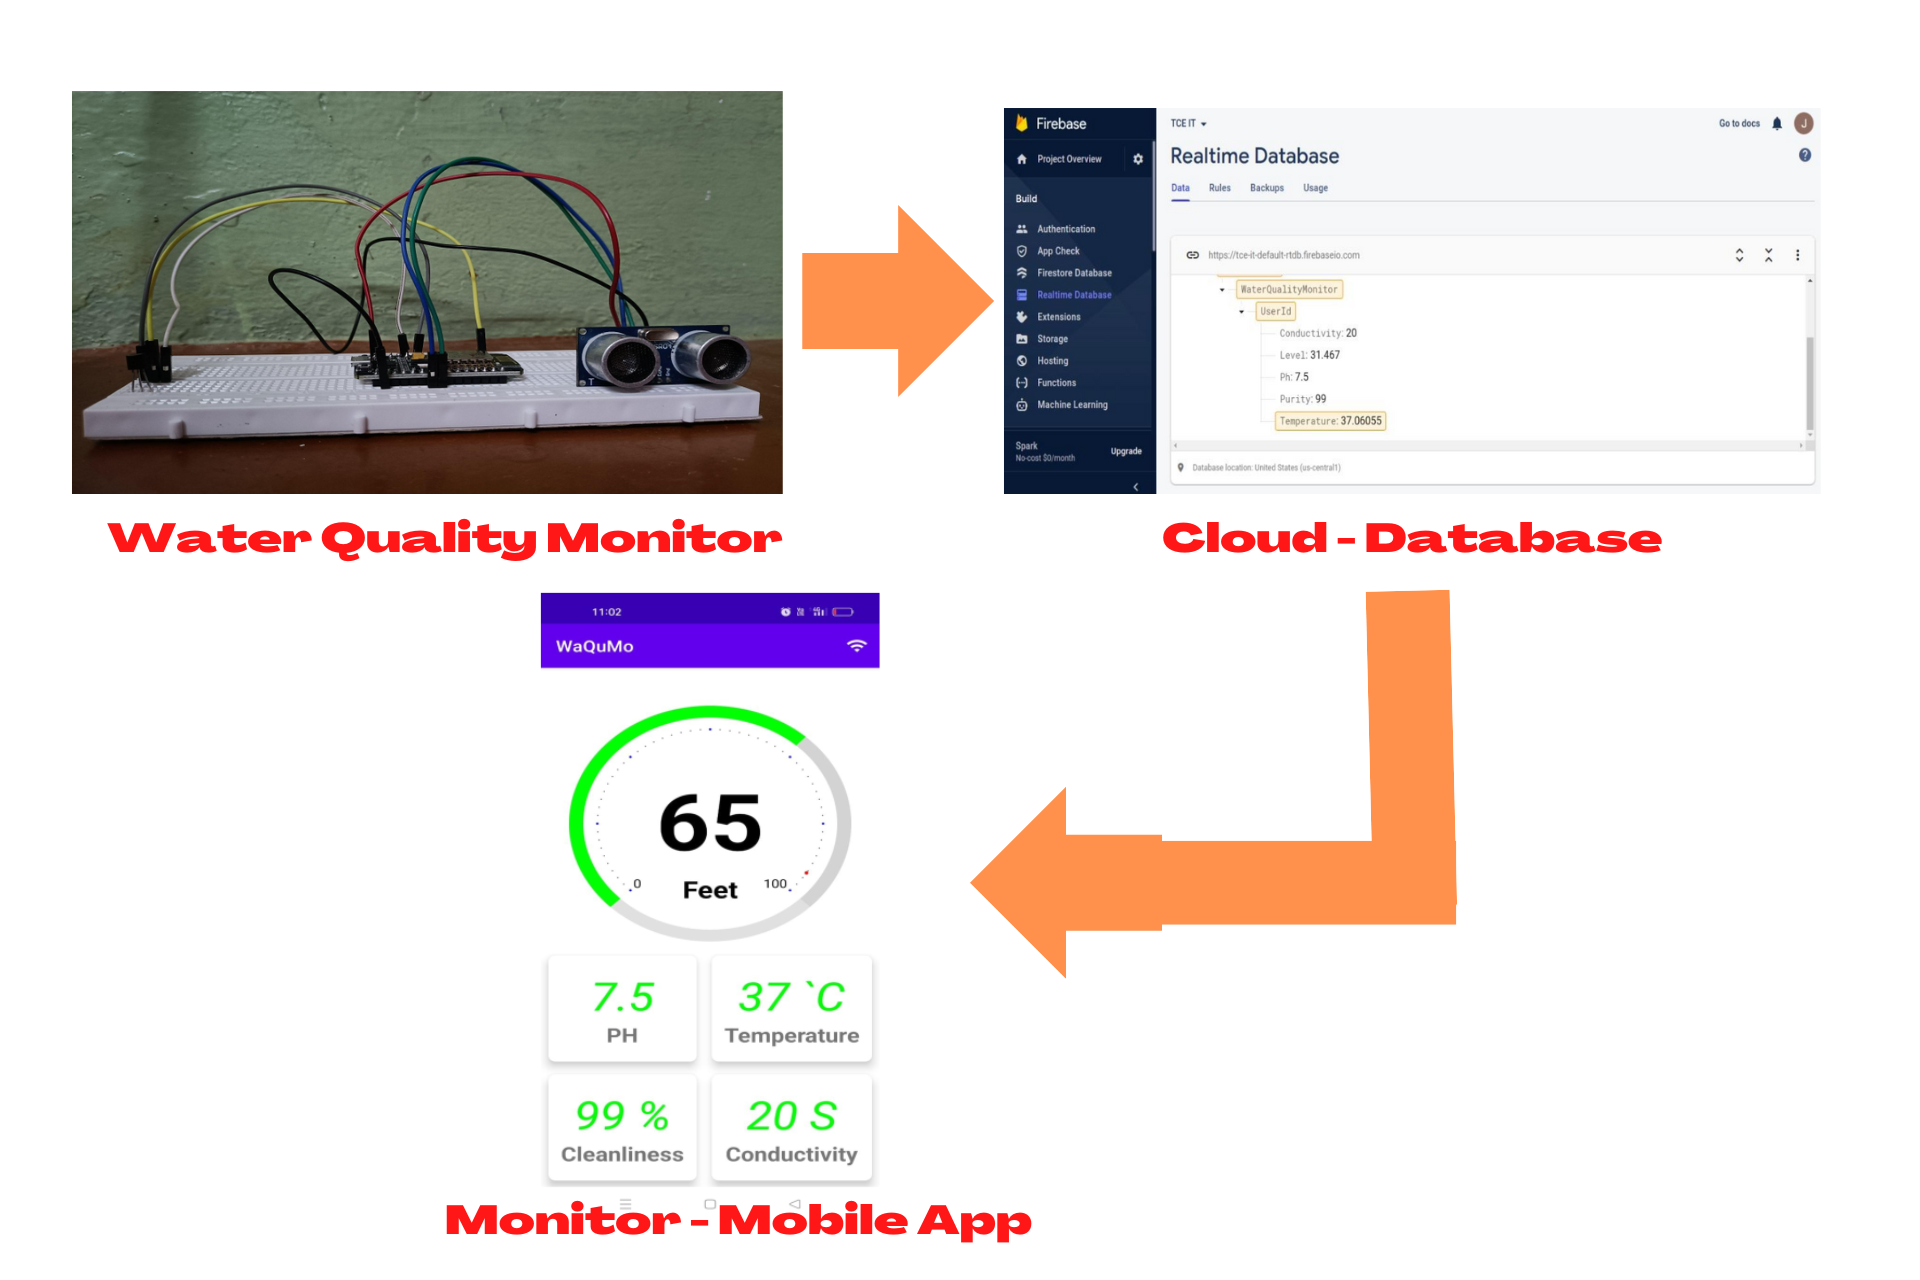 Firebase
Project Overview
Build
Authentication
App Check
Firestore Database
Realtime Database
Extensions
Storage
Hosting
Functions
Machine Learning
Spark
No-cost $0/month
Upgrade
TCE IT
Go to docs
J
Realtime Database
Data Rules Backups Usage
https://tce-it-default-rtdb.firebaseio.com
WaterQualityMonitor
UserId
Conductivity: 20
Level: 31.467
Ph: 7.5
Purity: 99
Temperature: 37.06055
Database location: United States (us-central1)
Water Quality Monitor
Cloud - Database
11:02
WaQuMo
65
0 Feet 100
7.5
PH
37 `C
Temperature
99 %
Cleanliness
20 S
Conductivity
Monitor - Mobile App